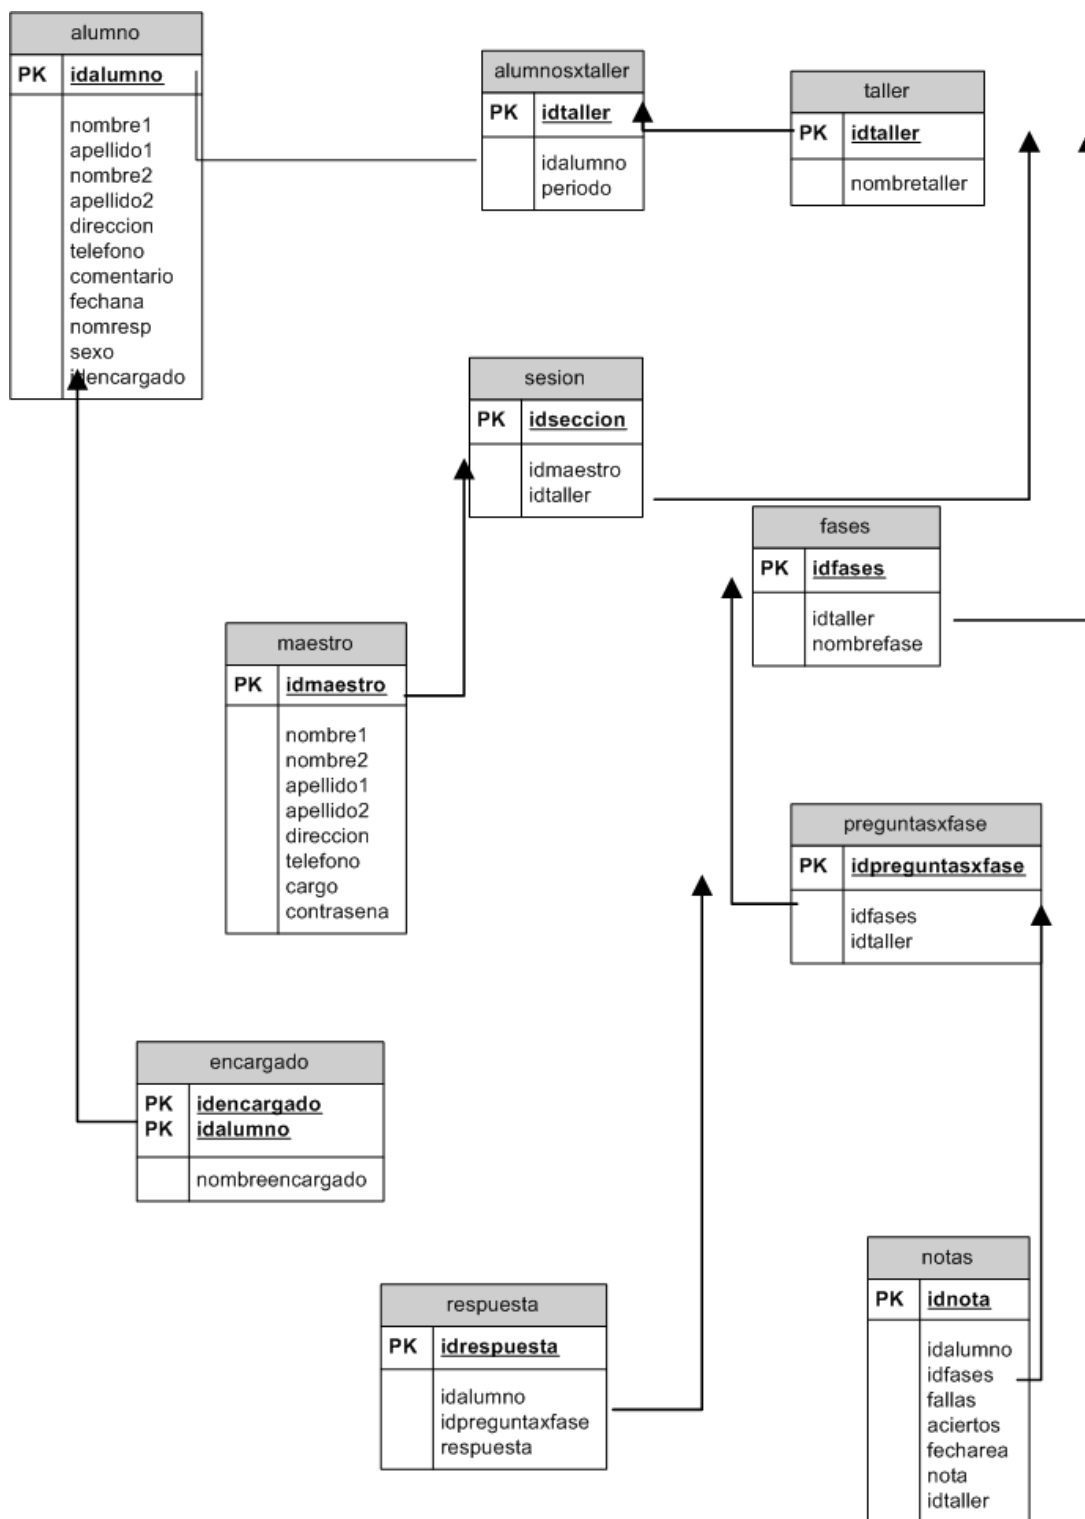 alumno
PK idalumno
nombre1
apellido1
nombre2
apellido2
direccion
telefono
comentario
fechana
nomresp
sexo
idencargado
alumnosxtaller
PK idtaller
idalumno
periodo
taller
PK idtaller
nombretaller
sesion
PK idseccion
idmaestro
idtaller
fases
PK idfases
idtaller
nombrefase
maestro
PK idmaestro
nombre1
nombre2
apellido1
apellido2
direccion
telefono
cargo
contrasena
preguntasxfase
PK idpreguntasxfase
idfases
idtaller
encargado
PK idencargado
PK idalumno
nombreencargado
respuesta
PK idrespuesta
idalumno
idpreguntaxfase
respuesta
notas
PK idnota
idalumno
idfases
fallas
aciertos
fecharea
nota
idtaller